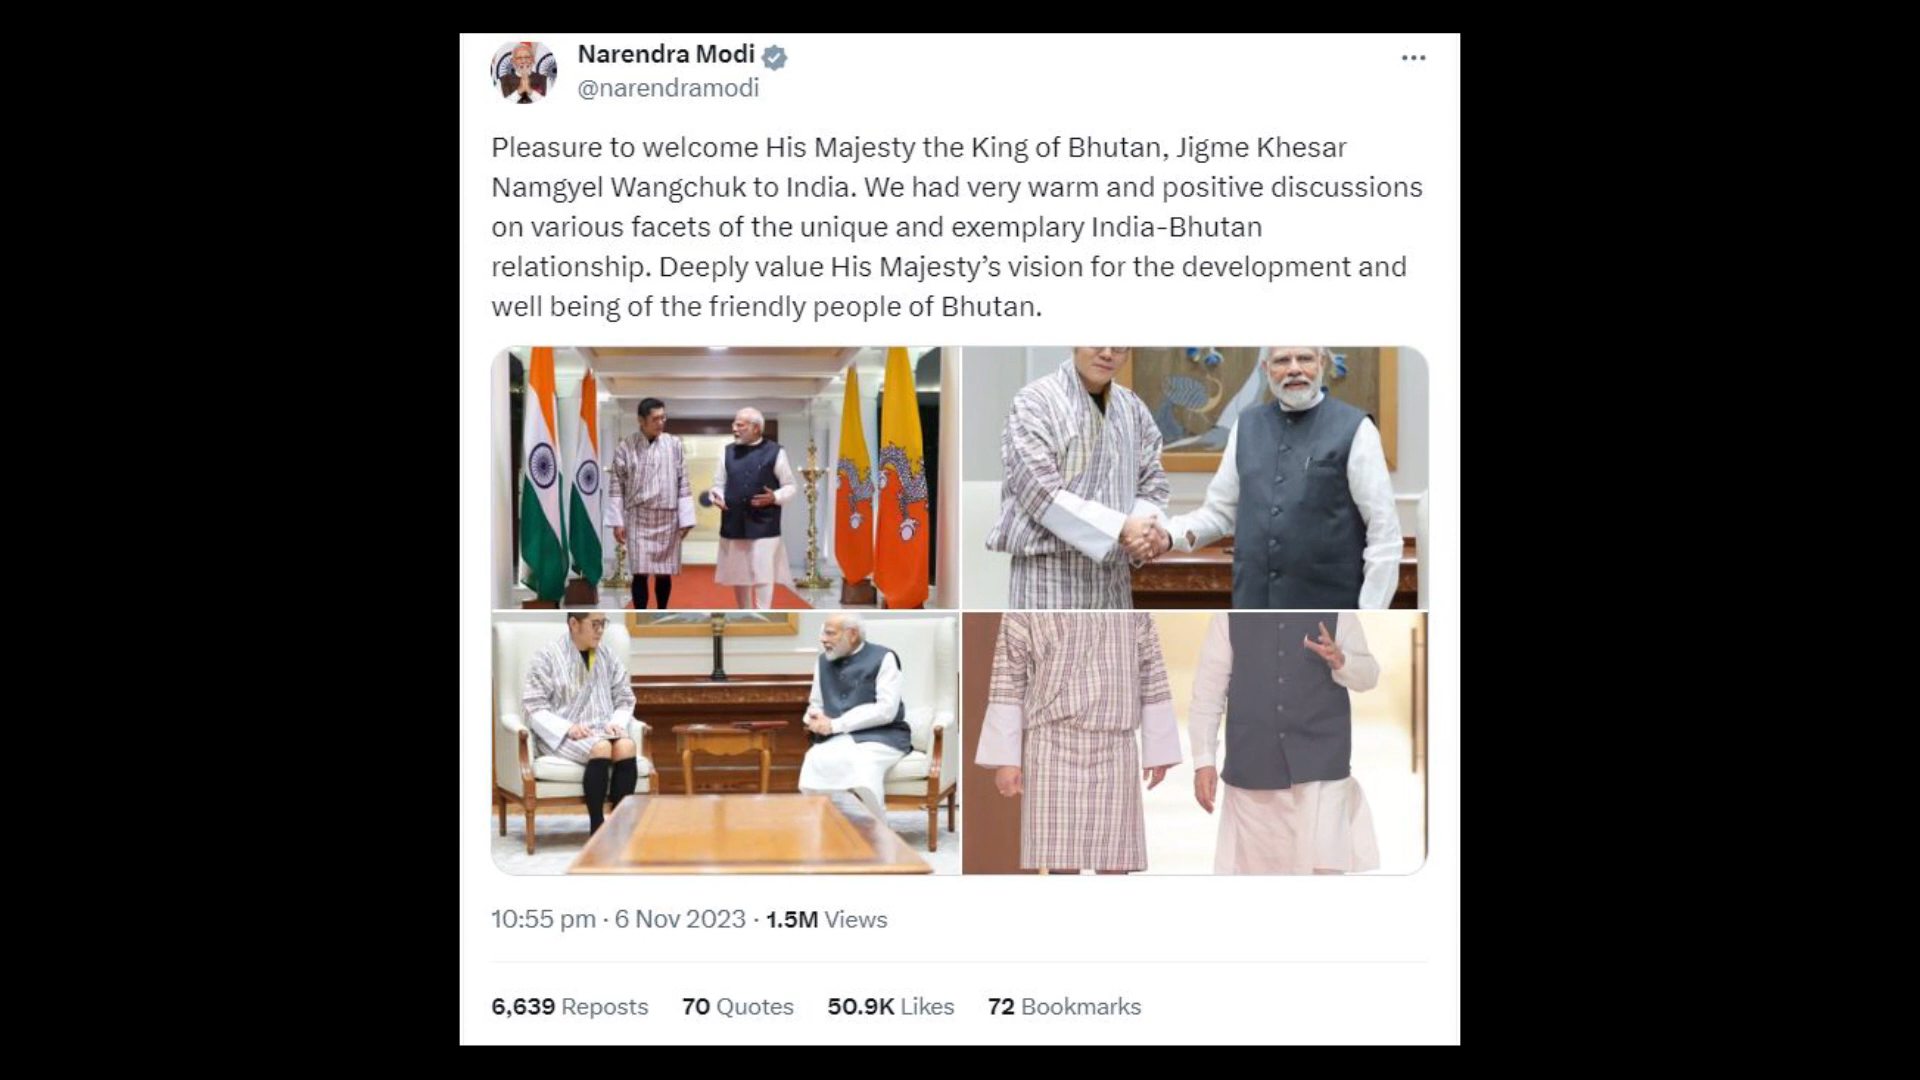 Narendra Modi
@narendramodi
Pleasure to welcome His Majesty the King of Bhutan, Jigme Khesar
Namgyel Wangchuk to India. We had very warm and positive discussions
on various facets of the unique and exemplary India-Bhutan
relationship. Deeply value His Majesty’s vision for the development and
well being of the friendly people of Bhutan.
10:55 pm · 6 Nov 2023 · 1.5M Views
6,639 Reposts 70 Quotes 50.9K Likes 72 Bookmarks